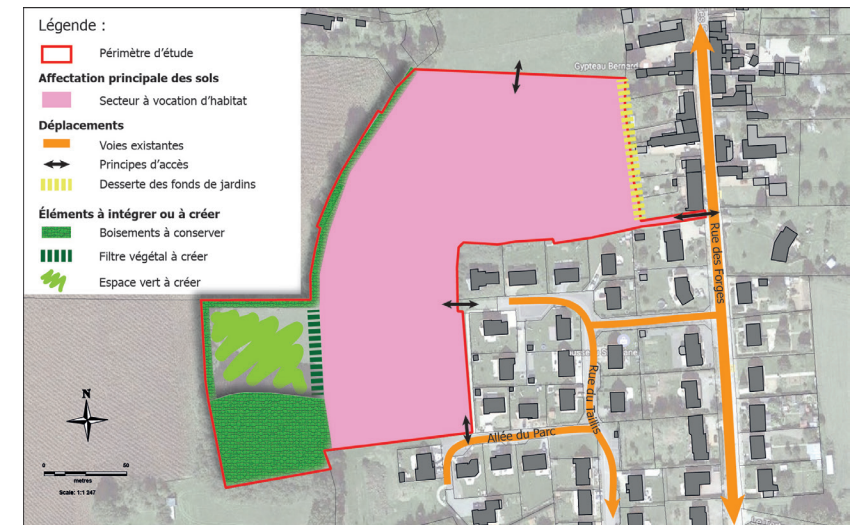 Légende :
Périmètre d'étude
Affectation principale des sols
Secteur à vocation d'habitat
Déplacements
Voies existantes
Principes d'accès
Desserte des fonds de jardins
Éléments à intégrer ou à créer
Boisements à conserver
Filtre végétal à créer
Espace vert à créer
Gypteau Bernard
Rue des Forges
Rue du Taillis
Allée du Parc
N
0 50
metres
Scale: 1:1 247